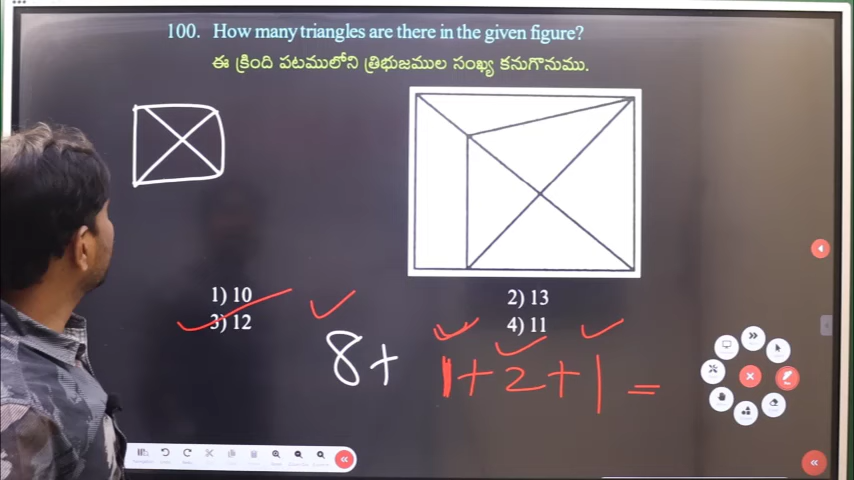 100. How many triangles are there in the given figure?
ఈ క్రింది పటములోని త్రిభుజముల సంఖ్య కనుగొనుము.
1) 10
2) 13
3) 12
4) 11
8+ 1+2+1=